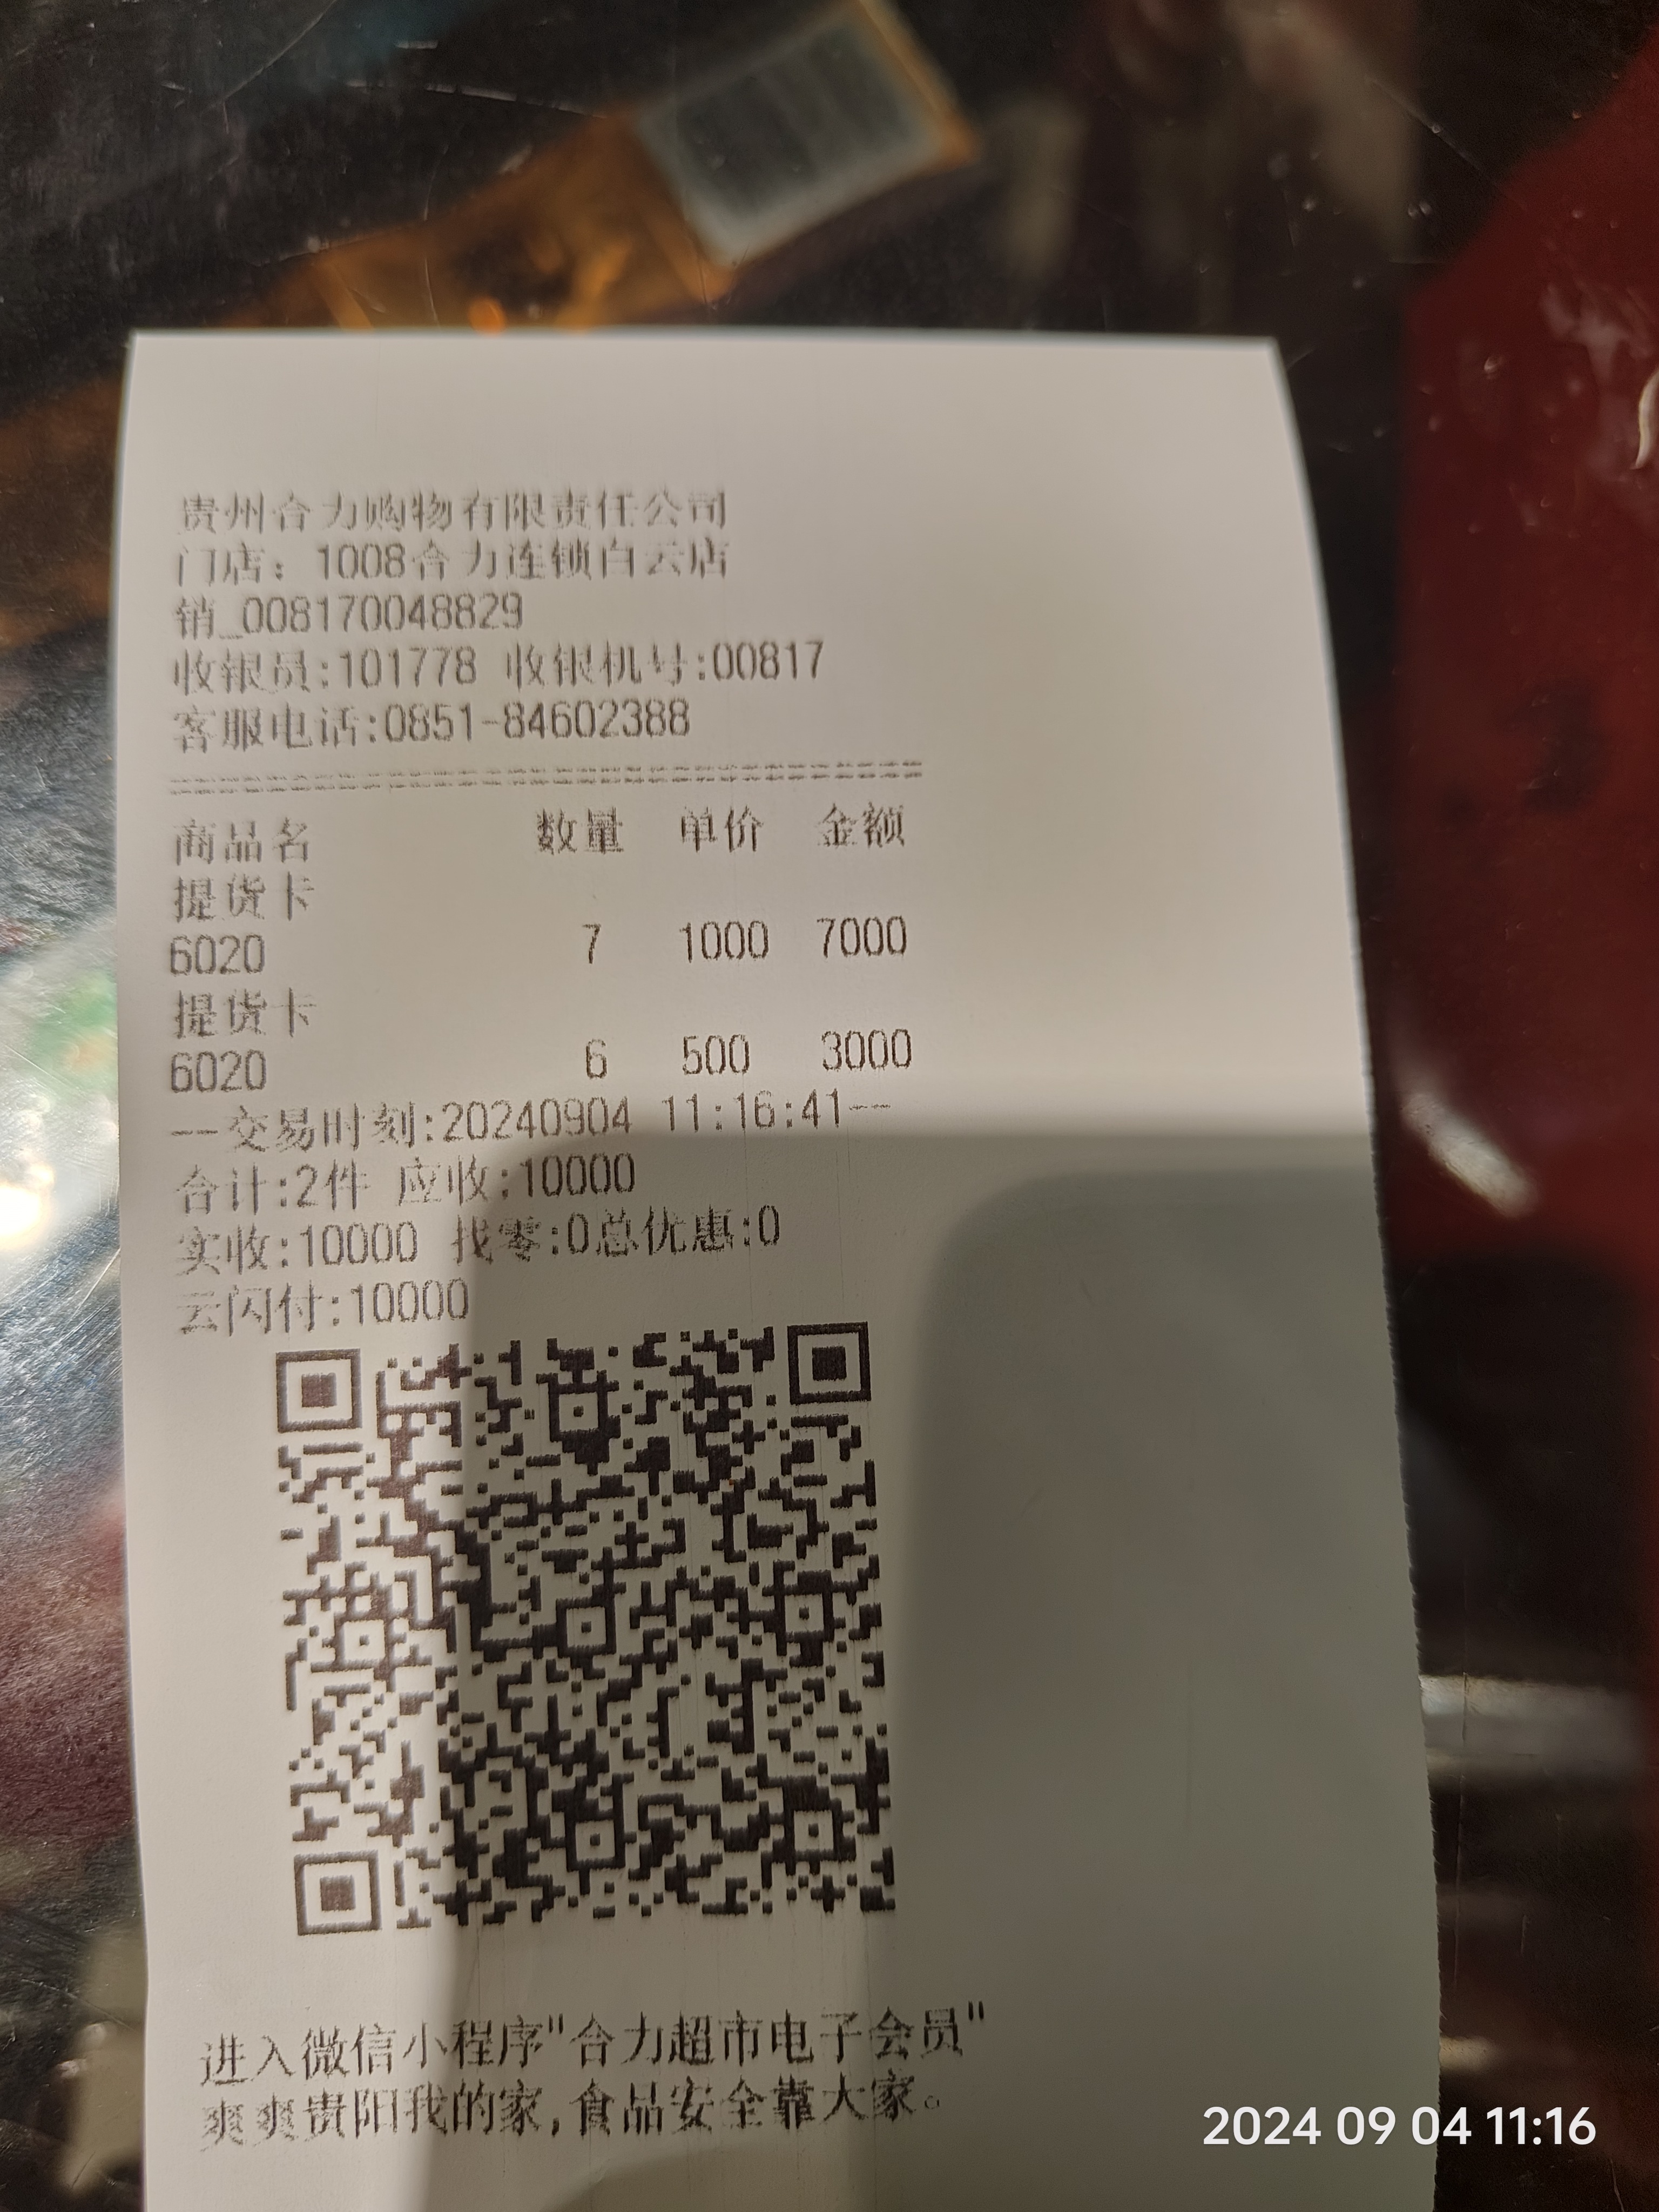 贵州合力购物有限责任公司
门店：1008合力连锁白云店
销_008170048829
收银员:101778 收银机号:00817
客服电话:0851-84602388
================================
商品名 数量 单价 金额
提货卡
6020 7 1000 7000
提货卡
6020 6 500 3000
--交易时刻:20240904 11:16:41--
合计:2件 应收:10000
实收:10000 找零:0总优惠:0
云闪付:10000
进入微信小程序"合力超市电子会员"
爽爽贵阳我的家,食品安全靠大家。
2024 09 04 11:16